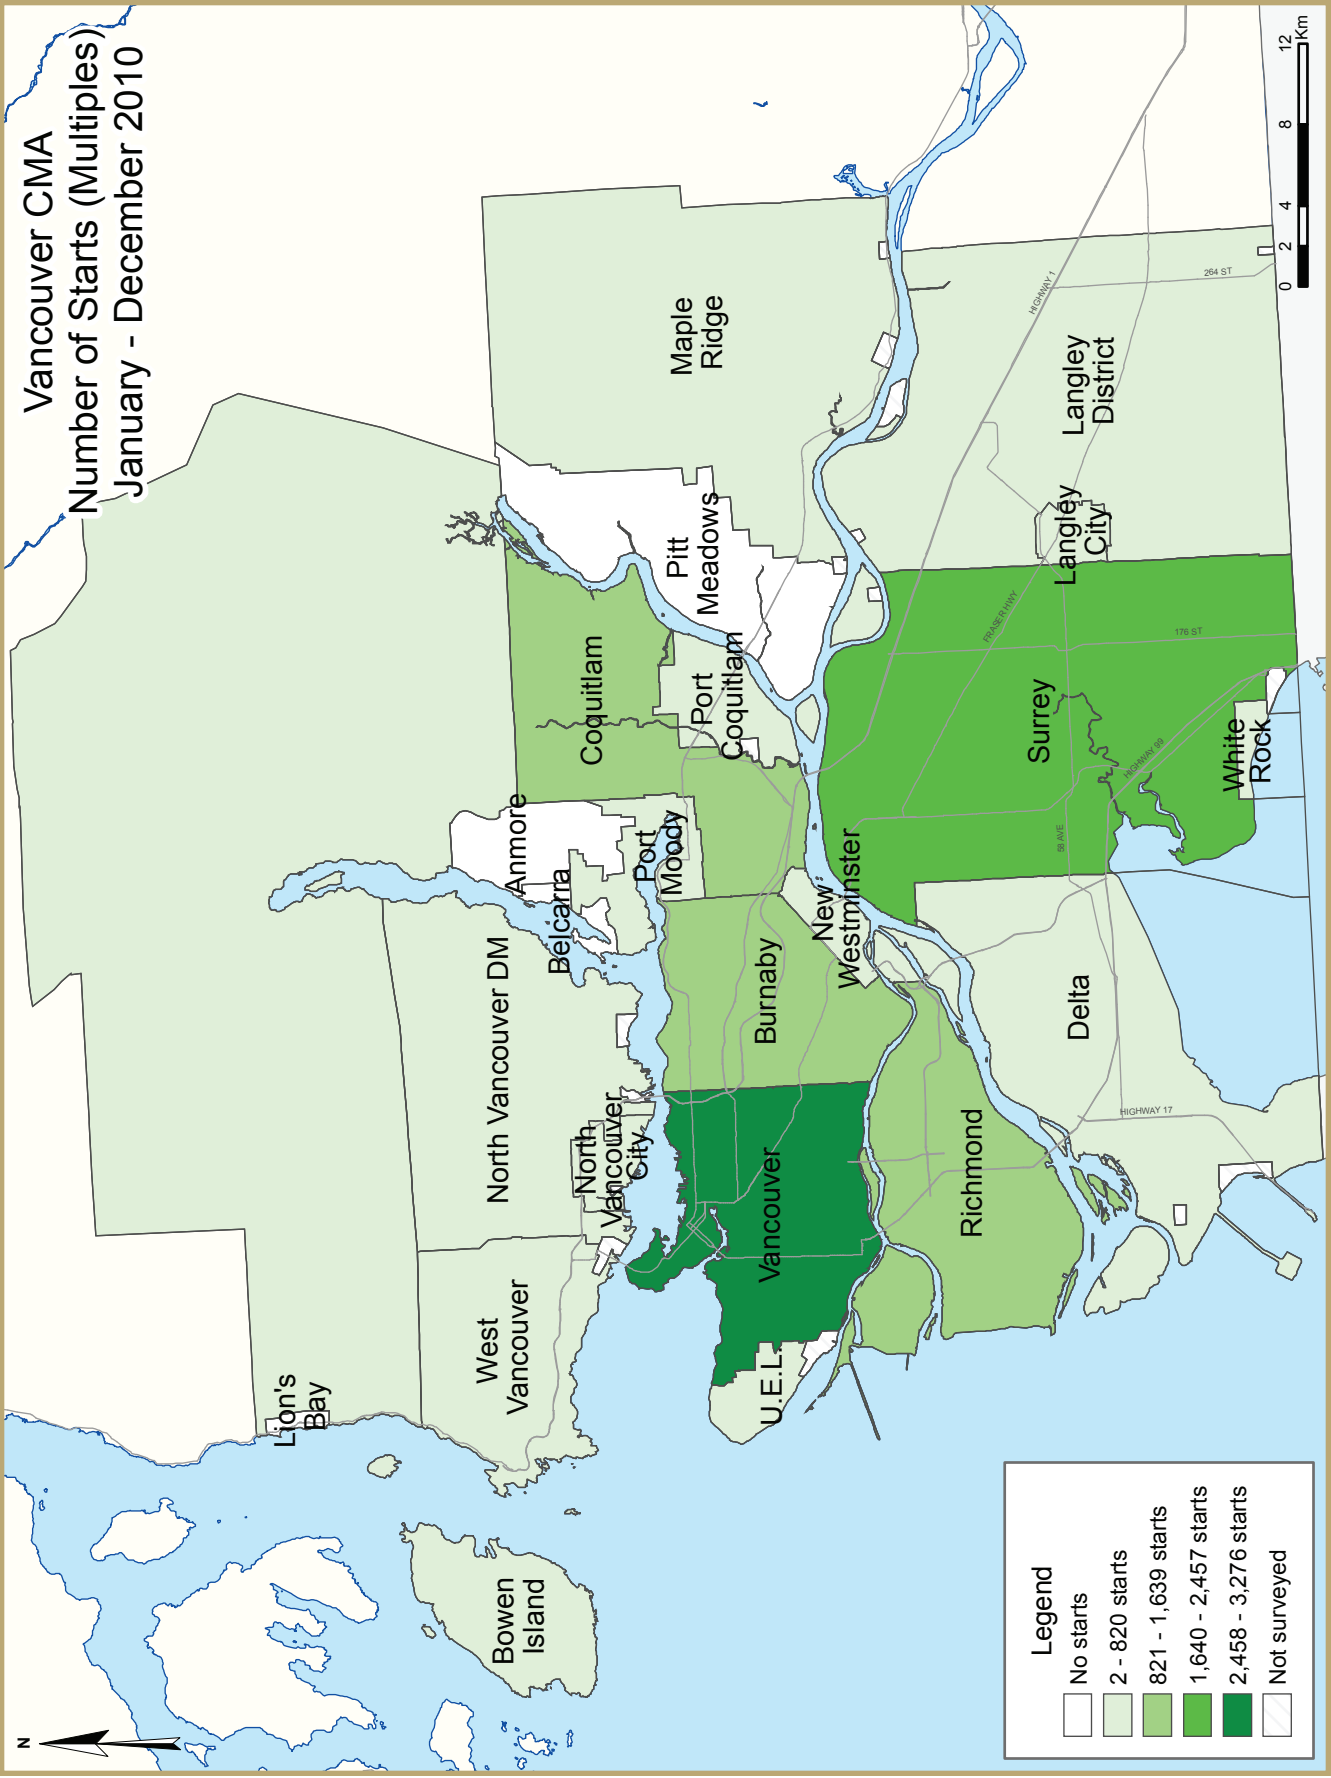 Vancouver CMA
Number of Starts (Multiples)
January - December 2010
N
Lion's
Bay
Bowen
Island
West
Vancouver
North Vancouver DM
North
Vancouver
City
Belcarra
Anmore
Port
Moody
Coquitlam
Port
Coquitlam
Pitt
Meadows
Maple
Ridge
U.E.L.
Vancouver
Burnaby
New
Westminster
Richmond
Delta
Surrey
White
Rock
Langley
City
Langley
District
HIGHWAY 1
264 ST
FRASER HWY
176 ST
HIGHWAY 99
58 AVE
HIGHWAY 17
Legend
No starts
2 - 820 starts
821 - 1,639 starts
1,640 - 2,457 starts
2,458 - 3,276 starts
Not surveyed
0 2 4 8 12
Km